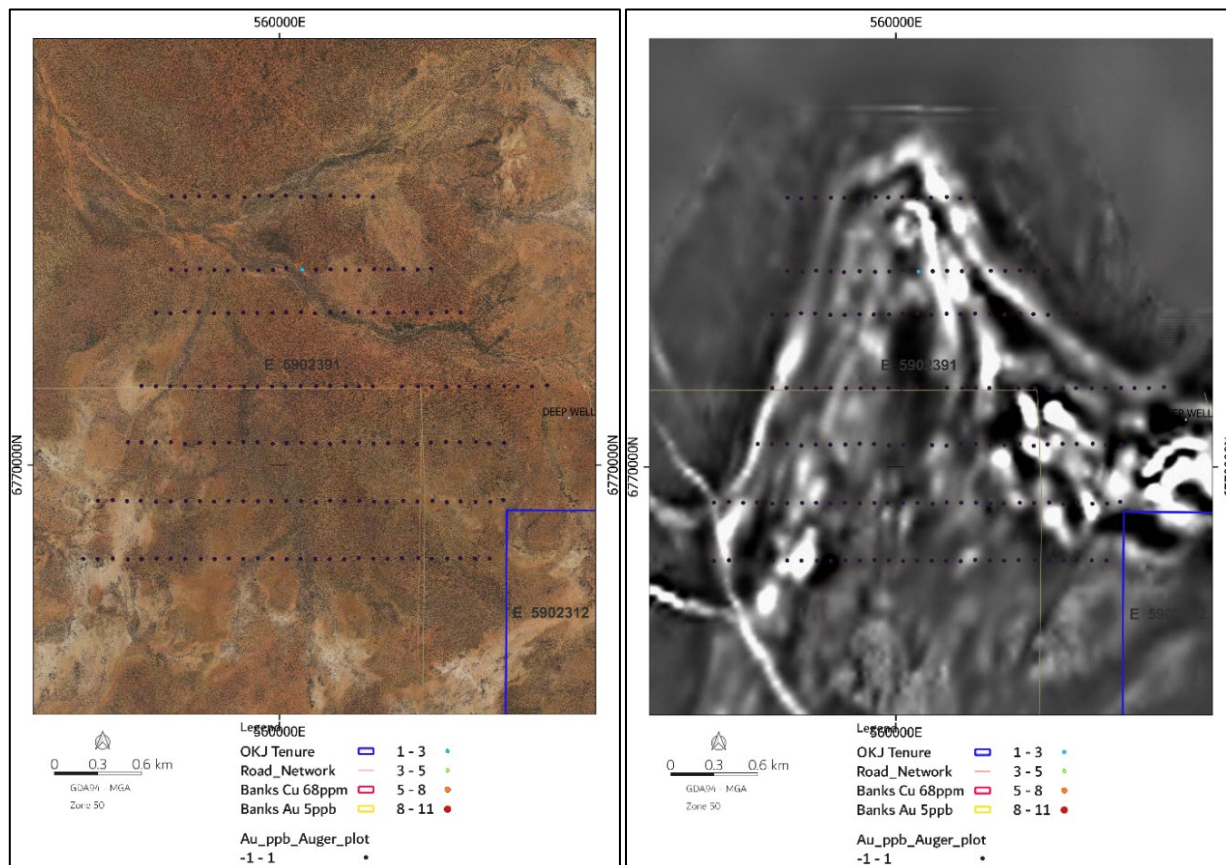 560000E
E 5902391
DEEP WELL
6770000N
6770000N
E 5902312
560000E
Legend
OKJ Tenure 1 - 3
Road_Network 3 - 5
Banks Cu 68ppm 5 - 8
Banks Au 5ppb 8 - 11
0 0.3 0.6 km
GDA94 - MGA
Zone 50
Au_ppb_Auger_plot
-1 - 1
560000E
E 5902391
6770000N
560000E
Legend
OKJ Tenure 1 - 3
Road_Network 3 - 5
Banks Cu 68ppm 5 - 8
Banks Au 5ppb 8 - 11
0 0.3 0.6 km
GDA94 - MGA
Zone 50
Au_ppb_Auger_plot
-1 - 1